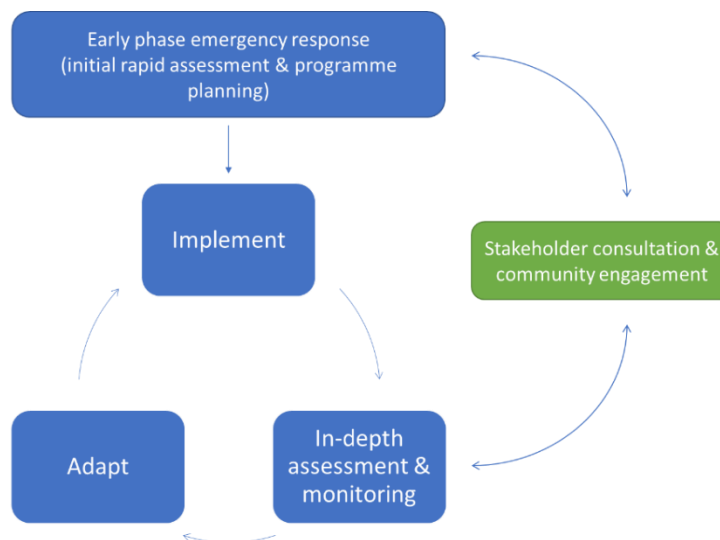 Early phase emergency response
(initial rapid assessment & programme
planning)
Implement
Stakeholder consultation &
community engagement
Adapt
In-depth
assessment &
monitoring